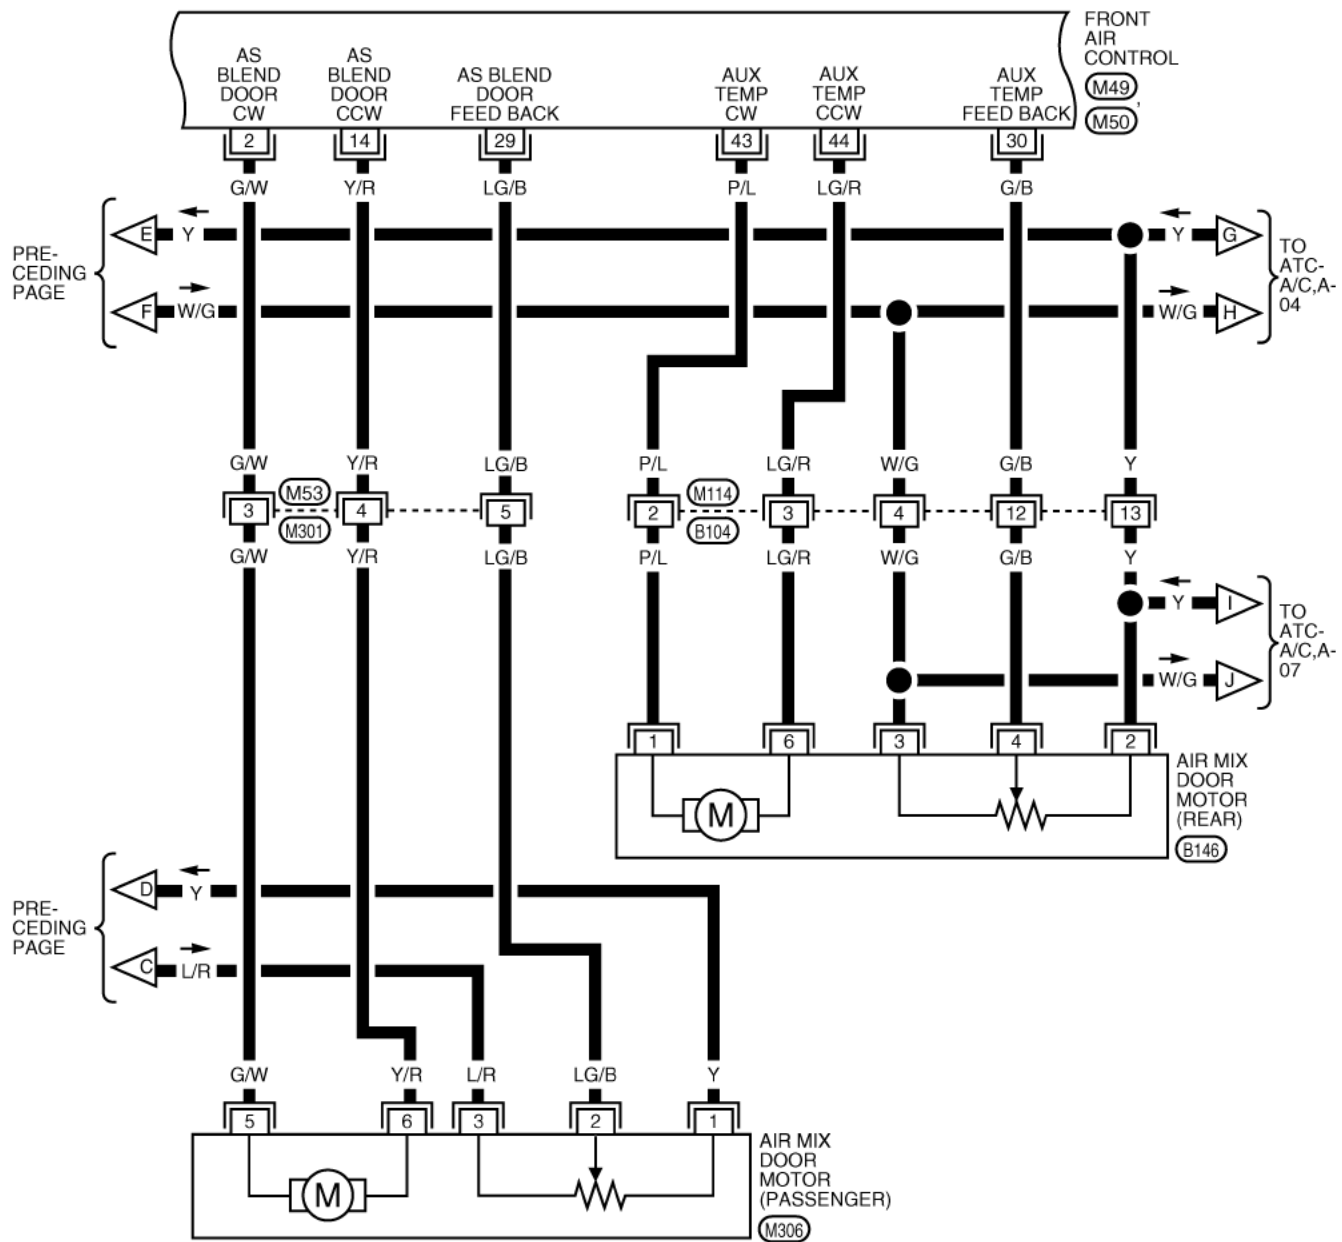 FRONT
AIR
CONTROL
M49,
M50
AS
BLEND
DOOR
CW
AS
BLEND
DOOR
CCW
AS BLEND
DOOR
FEED BACK
AUX
TEMP
CW
AUX
TEMP
CCW
AUX
TEMP
FEED BACK
2 14 29 43 44 30
G/W Y/R LG/B P/L LG/R G/B
PRE-
CEDING
PAGE
E Y
F W/G
Y G
W/G H
TO
ATC-
A/C,A-
04
G/W Y/R LG/B P/L LG/R W/G G/B Y
3 M53 4 5 2 M114 3 4 12 13
M301 B104
G/W Y/R LG/B P/L LG/R W/G G/B Y
Y I
W/G J
TO
ATC-
A/C,A-
07
1 6 3 4 2
M
AIR MIX
DOOR
MOTOR
(REAR)
B146
PRE-
CEDING
PAGE
D Y
C L/R
G/W Y/R L/R LG/B Y
5 6 3 2 1
M
AIR MIX
DOOR
MOTOR
(PASSENGER)
M306